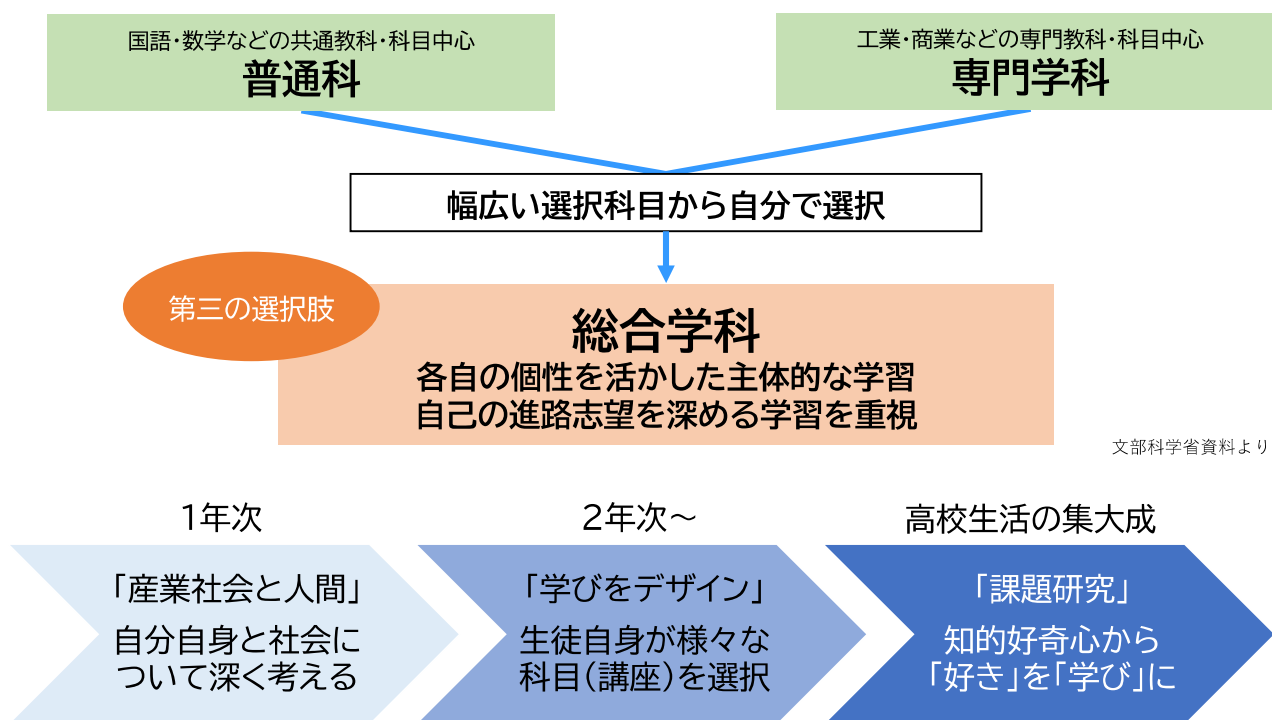 国語・数学などの共通教科・科目中心
普通科
工業・商業などの専門教科・科目中心
専門学科
幅広い選択科目から自分で選択
第三の選択肢
総合学科
各自の個性を活かした主体的な学習
自己の進路志望を深める学習を重視
文部科学省資料より
1年次
「産業社会と人間」
自分自身と社会に
ついて深く考える
2年次～
「学びをデザイン」
生徒自身が様々な
科目(講座)を選択
高校生活の集大成
「課題研究」
知的好奇心から
「好き」を「学び」に